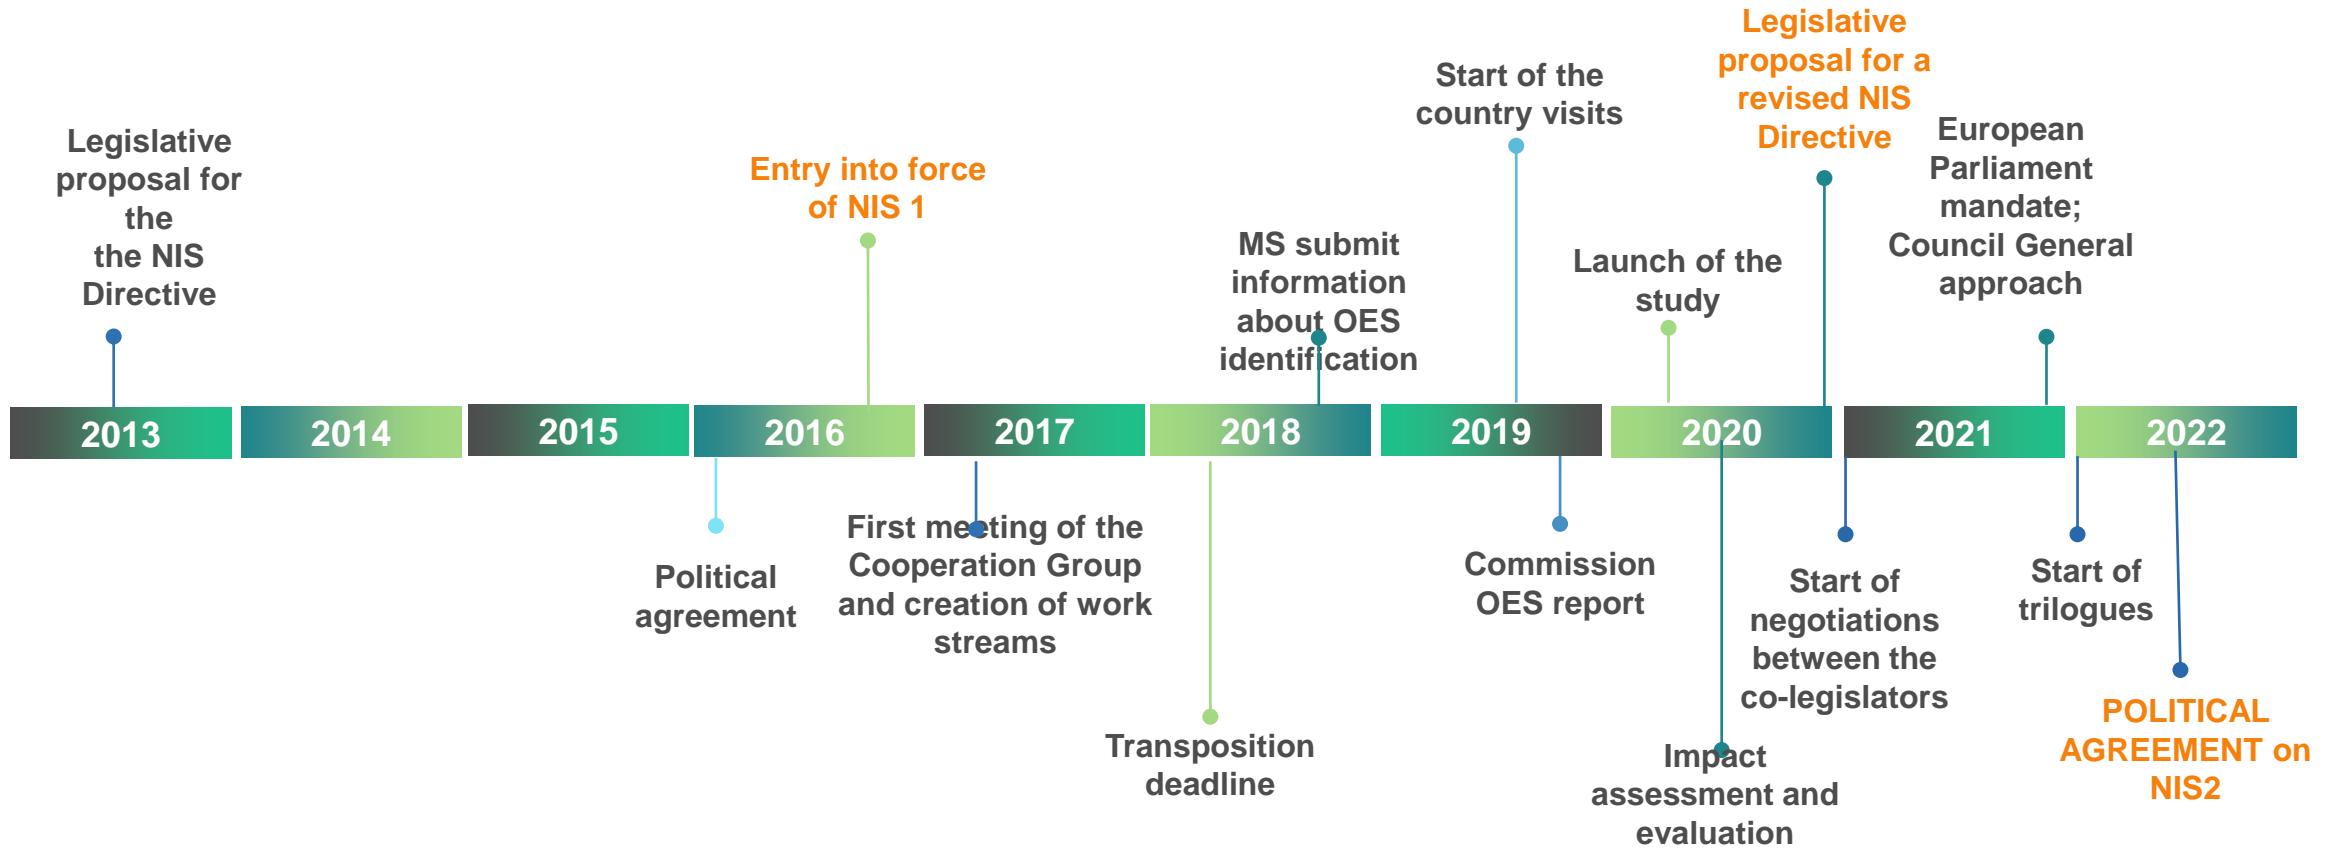 Legislative
proposal for
the
the NIS
Directive
Entry into force
of NIS 1
MS submit
information
about OES
identification
Start of the
country visits
Launch of the
study
Legislative
proposal for a
revised NIS
Directive
European
Parliament
mandate;
Council General
approach
2013
2014
2015
2016
2017
2018
2019
2020
2021
2022
Political
agreement
First meeting of the
Cooperation Group
and creation of work
streams
Transposition
deadline
Commission
OES report
Impact
assessment and
evaluation
Start of
negotiations
between the
co-legislators
Start of
trilogues
POLITICAL
AGREEMENT on
NIS2